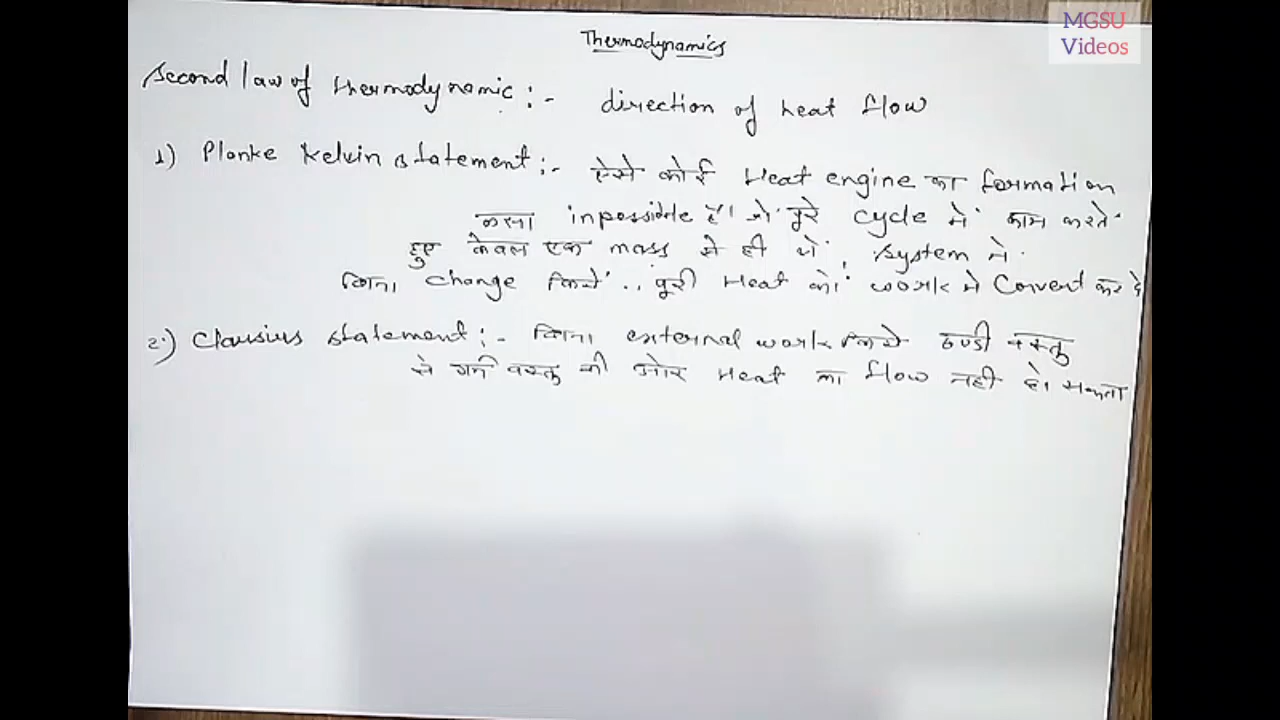 MGSU
Videos
Thermodynamics
Second law of thermodynamic :- direction of heat flow
1) Planke Kelvin statement :- ऐसे कोई Heat engine का formation
करना inpossible है। जो पुरे cycle मे काम करते
हुए केवल एक mass से ही हो, system मे
बिना change किये .. पूरी Heat को work मे Convert कर दे
2.) Clausius statement :- बिना external work किये ठण्डी वस्तु
से गर्म वस्तु की ओर Heat का flow नही हो सकता